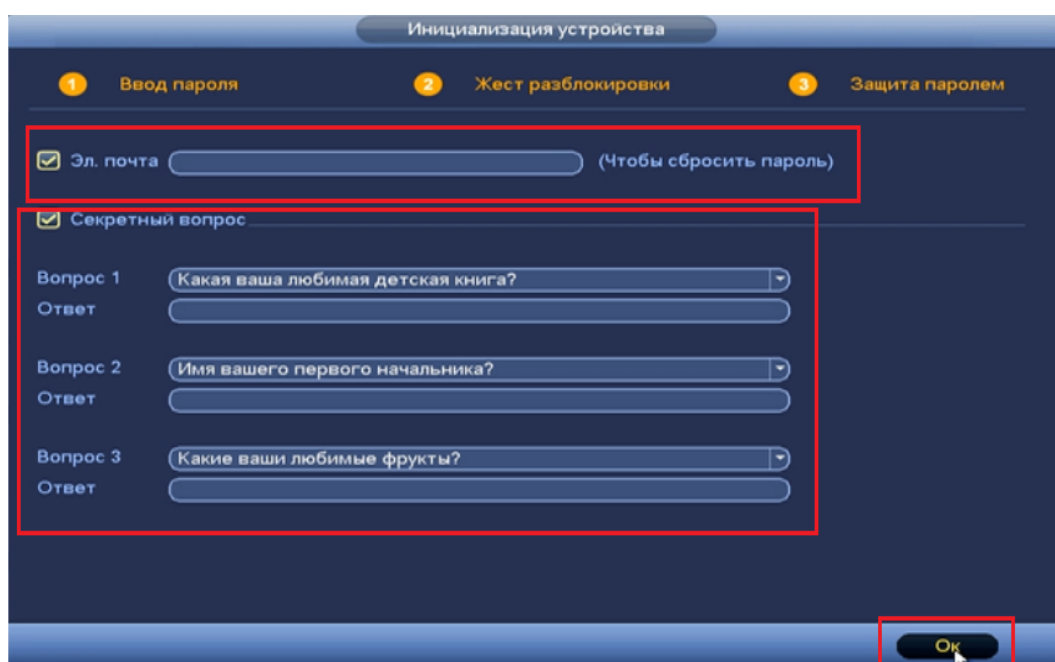 Инициализация устройства
1 Ввод пароля 2 Жест разблокировки 3 Защита паролем
Эл. почта (Чтобы сбросить пароль)
Секретный вопрос
Вопрос 1 Какая ваша любимая детская книга?
Ответ
Вопрос 2 Имя вашего первого начальника?
Ответ
Вопрос 3 Какие ваши любимые фрукты?
Ответ
Ок